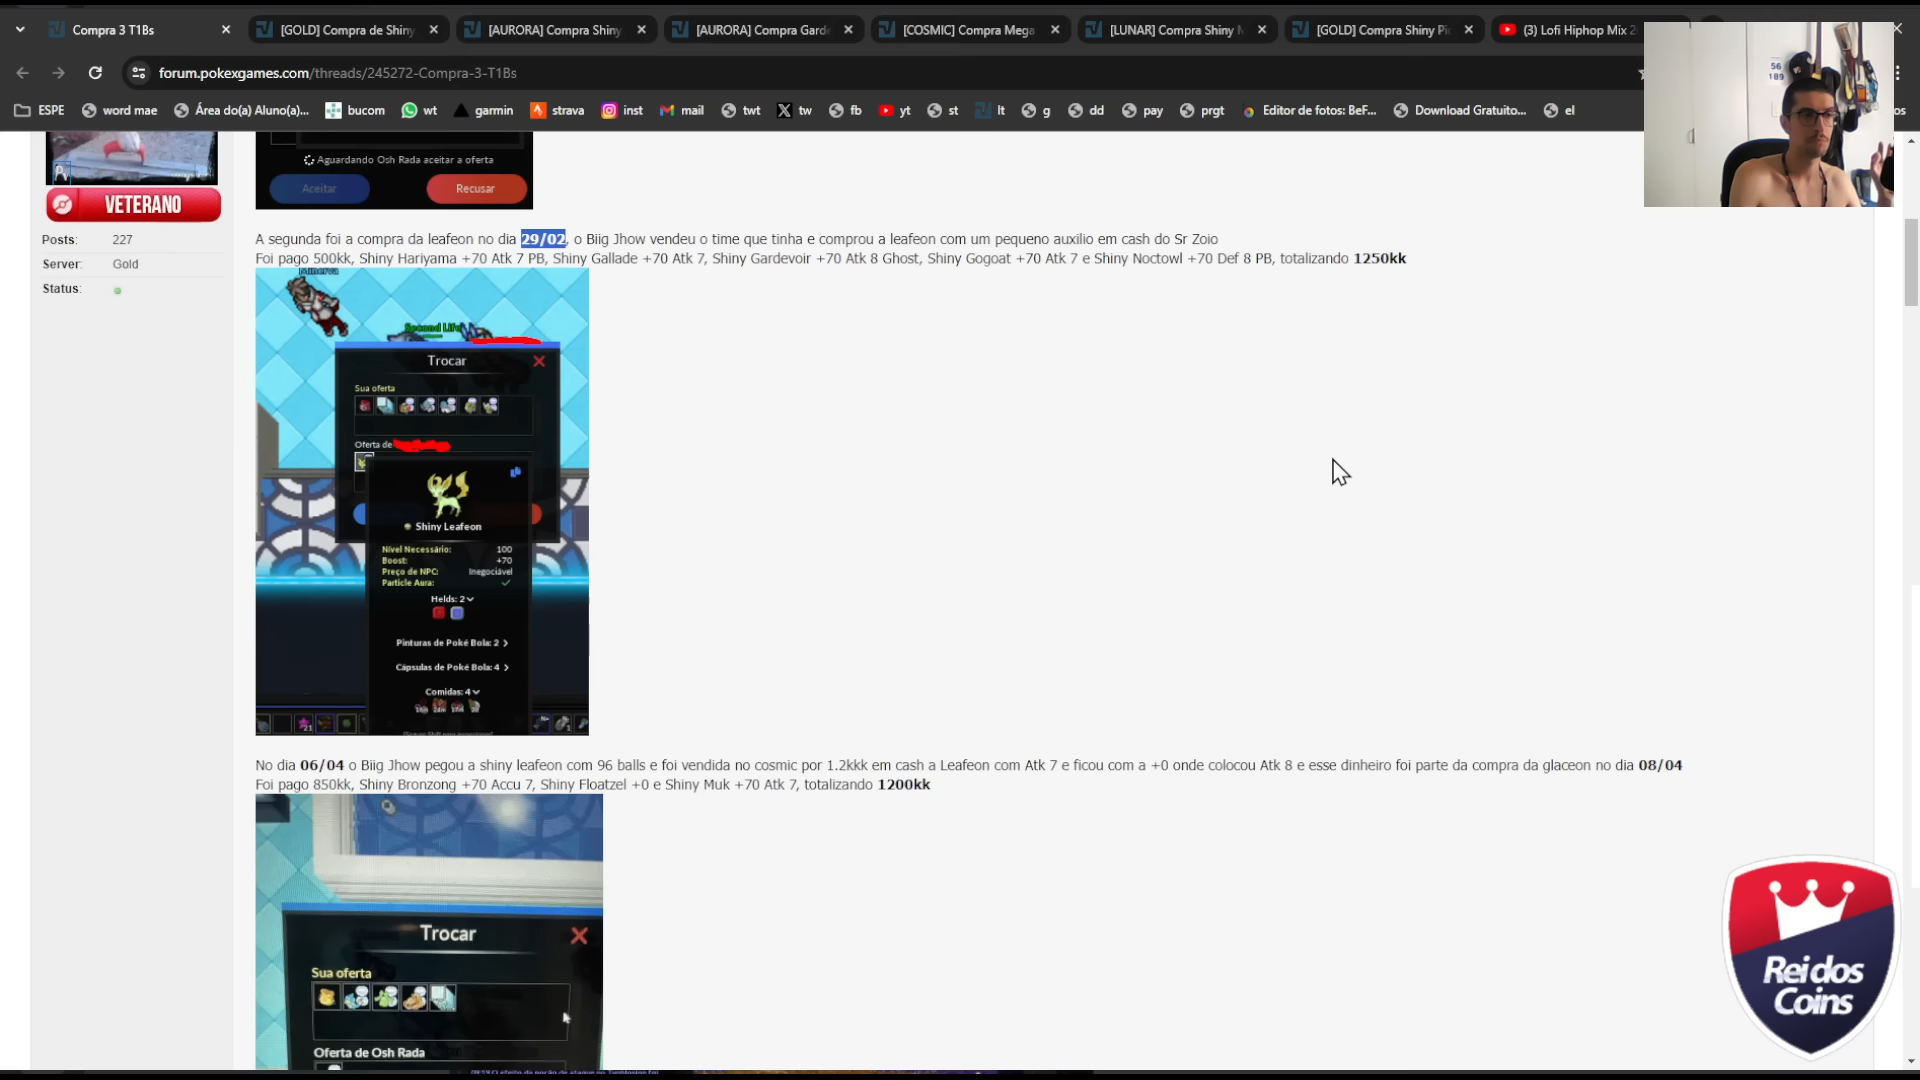 Compra 3 T1Bs
[GOLD] Compra de Shiny
[AURORA] Compra Shiny
[AURORA] Compra Gard
[COSMIC] Compra Mega
[LUNAR] Compra Shiny
[GOLD] Compra Shiny Pi
(3) Lofi Hiphop Mix 2
forum.pokexgames.com/threads/245272-Compra-3-T1Bs
ESPE
word mae
Área do(a) Aluno(a)...
bucom
wt
garmin
strava
inst
mail
twt
tw
fb
yt
st
lt
g
dd
pay
prgt
Editor de fotos: BeF...
Download Gratuito...
el
os
56
189
Aguardando Osh Rada aceitar a oferta
Aceitar
Recusar
VETERANO
Posts: 227
Server: Gold
Status:
A segunda foi a compra da leafeon no dia 29/02, o Biig Jhow vendeu o time que tinha e comprou a leafeon com um pequeno auxilio em cash do Sr Zoio
Foi pago 500kk, Shiny Hariyama +70 Atk 7 PB, Shiny Gallade +70 Atk 7, Shiny Gardevoir +70 Atk 8 Ghost, Shiny Gogoat +70 Atk 7 e Shiny Noctowl +70 Def 8 PB, totalizando 1250kk
Minerva
Second Life
Trocar
Sua oferta
Oferta de
Shiny Leafeon
Nível Necessário: 100
Boost: +70
Preço de NPC: Inegociável
Particle Aura:
Helds: 2
Pinturas de Poké Bola: 2
Cápsulas de Poké Bola: 4
Comidas: 4
No dia 06/04 o Biig Jhow pegou a shiny leafeon com 96 balls e foi vendida no cosmic por 1.2kkk em cash a Leafeon com Atk 7 e ficou com a +0 onde colocou Atk 8 e esse dinheiro foi parte da compra da glaceon no dia 08/04
Foi pago 850kk, Shiny Bronzong +70 Accu 7, Shiny Floatzel +0 e Shiny Muk +70 Atk 7, totalizando 1200kk
Trocar
Sua oferta
Oferta de Osh Rada
Rei dos
Coins